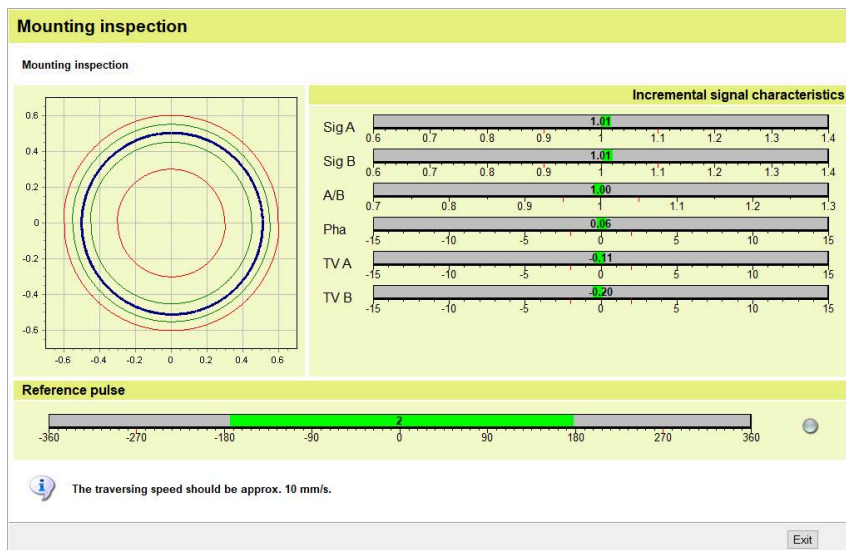 Mounting inspection
Mounting inspection
0.6
0.4
0.2
0
-0.2
-0.4
-0.6
-0.6 -0.4 -0.2 0 0.2 0.4 0.6
Incremental signal characteristics
Sig A 1.01
0.6 0.7 0.8 0.9 1 1.1 1.2 1.3 1.4
Sig B 1.01
0.6 0.7 0.8 0.9 1 1.1 1.2 1.3 1.4
A/B 1.00
0.7 0.8 0.9 1 1.1 1.2 1.3
Pha 0.06
-15 -10 -5 0 5 10 15
TV A -0.11
-15 -10 -5 0 5 10 15
TV B -0.20
-15 -10 -5 0 5 10 15
Reference pulse
2
-360 -270 -180 -90 0 90 180 270 360
The traversing speed should be approx. 10 mm/s.
Exit